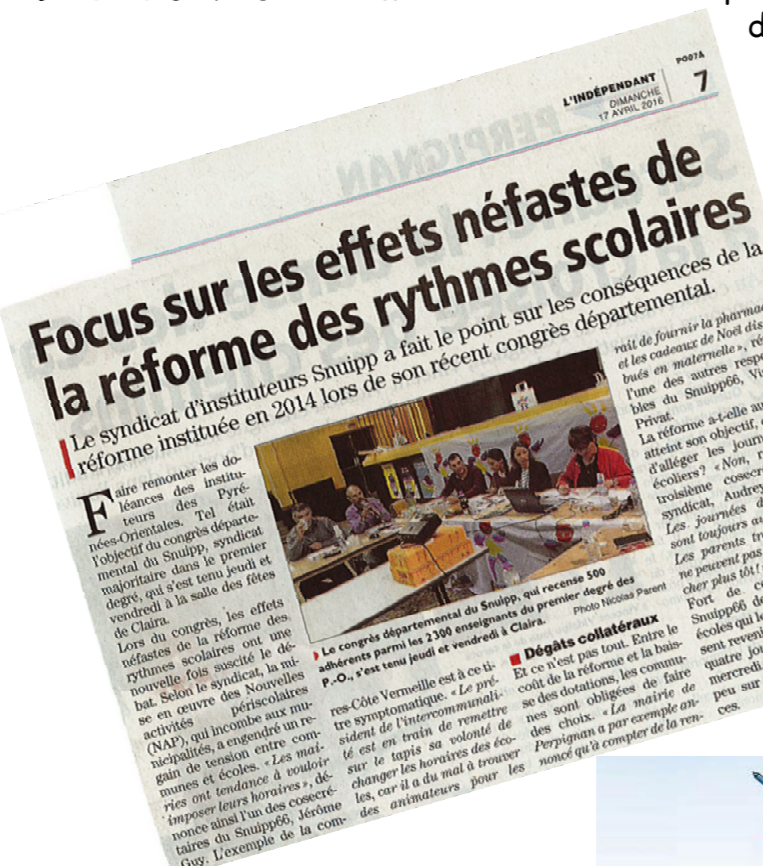 d
L'INDÉPENDANT
DIMANCHE
17 AVRIL 2016
PO07A
7
PERPIGNAN
Focus sur les effets néfastes de
la réforme des rythmes scolaires
Le syndicat d'instituteurs Snuipp a fait le point sur les conséquences de la
réforme instituée en 2014 lors de son récent congrès départemental.
Faire remonter les do-
léances des institu-
teurs des Pyré-
nées-Orientales. Tel était
l'objectif du congrès départe-
mental du Snuipp, syndicat
majoritaire dans le premier
degré, qui s'est tenu jeudi et
vendredi à la salle des fêtes
de Claira.
Lors du congrès, les effets
néfastes de la réforme des
rythmes scolaires ont une
nouvelle fois suscité le dé-
bat. Selon le syndicat, la mi-
se en œuvre des Nouvelles
activités périscolaires
(NAP), qui incombe aux mu-
nicipalités, a engendré un re-
gain de tension entre com-
munes et écoles. « Les mai-
ries ont tendance à vouloir
imposer leurs horaires », dé-
nonce ainsi l'un des cosecré-
taires du Snuipp66, Jérôme
Guy. L'exemple de la com-
Le congrès départemental du Snuipp, qui recense 500
adhérents parmi les 2300 enseignants du premier degré des
P.-O., s'est tenu jeudi et vendredi à Claira.
Photo Nicolas Parent
res-Côte Vermeille est à ce ti-
tre symptomatique. « Le pré-
sident de l'intercommunali-
té est en train de remettre
sur le tapis sa volonté de
changer les horaires des éco-
les, car il a du mal à trouver
des animateurs pour les
Dégâts collatéraux
Et ce n'est pas tout. Entre le
coût de la réforme et la bais-
se des dotations, les commu-
nes sont obligées de faire
des choix. « La mairie de
Perpignan a par exemple an-
noncé qu'à compter de la ren-
rait de fournir la pharmac
et les cadeaux de Noël dis
bués en maternelle », ré
l'une des autres respo
bles du Snuipp66, Vi
Privat.
La réforme a-t-elle au
atteint son objectif,
d'alléger les journ
écoliers ? « Non, r
troisième cosecr
syndicat, Audrey
Les journées d
sont toujours au
Les parents tr
ne peuvent pas
cher plus tôt !
Fort de c
Snuipp66 de
écoles qui le
sent reveni
quatre jou
mercredi.
peu sur
ces.